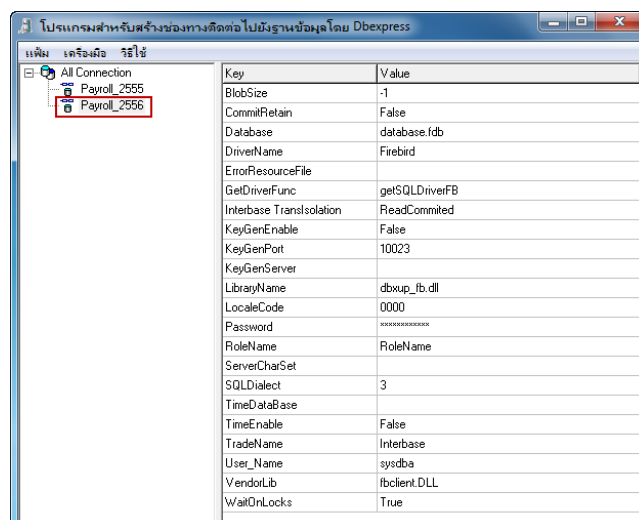 โปรแกรมสำหรับสร้างช่องทางติดต่อไปยังฐานข้อมูลโดย Dbexpress
แฟ้ม เครื่องมือ วิธีใช้
All Connection
Payroll_2555
Payroll_2556
Key Value
BlobSize -1
CommitRetain False
Database database.fdb
DriverName Firebird
ErrorResourceFile
GetDriverFunc getSQLDriverFB
Interbase TransIsolation ReadCommited
KeyGenEnable False
KeyGenPort 10023
KeyGenServer
LibraryName dbxup_fb.dll
LocaleCode 0000
Password ************
RoleName RoleName
ServerCharSet
SQLDialect 3
TimeDataBase
TimeEnable False
TradeName Interbase
User_Name sysdba
VendorLib fbclient.DLL
WaitOnLocks True